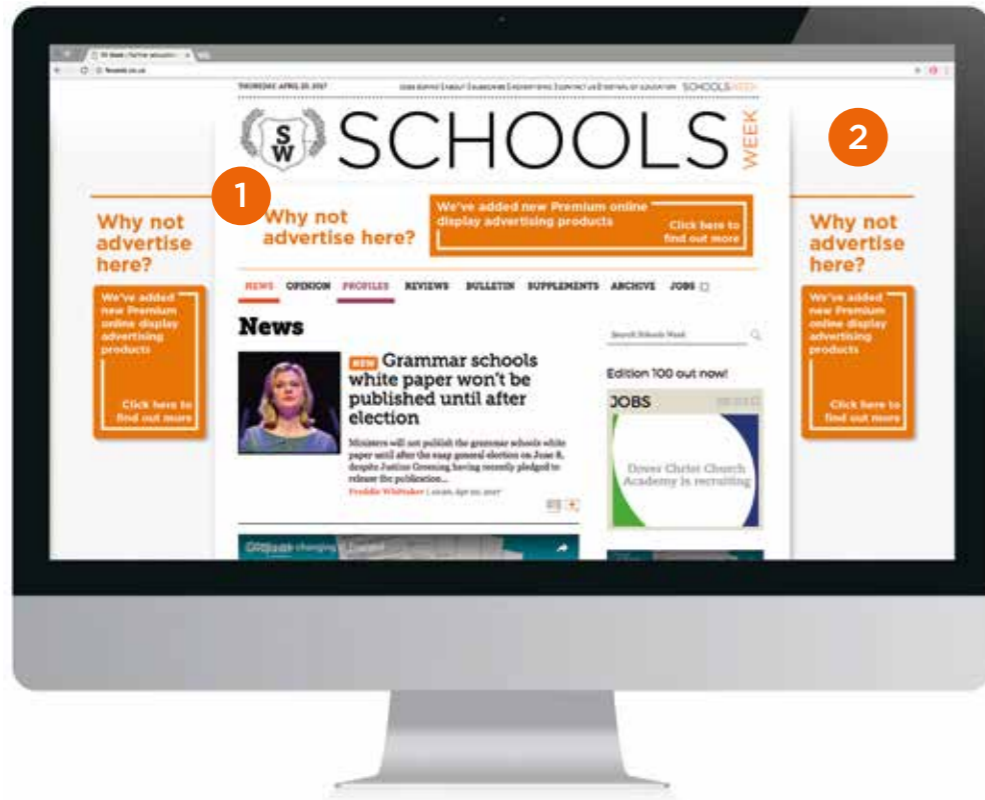 THURSDAY APRIL 20, 2017
SCHOOLSWEEK
SW
SCHOOLS
WEEK
1
2
Why not
advertise here?
We've added new Premium online
display advertising products
Click here to
find out more
Why not
advertise
here?
We've added
new Premium
online display
advertising
products
Click here to
find out more
Why not
advertise
here?
We've added
new Premium
online display
advertising
products
Click here to
find out more
NEWS OPINION PROFILES REVIEWS BULLETIN SUPPLEMENTS ARCHIVE JOBS
News
Search Schools Week
NEW Grammar schools
white paper won't be
published until after
election
Ministers will not publish the grammar schools white
paper until after the snap general election on June 8,
despite Justine Greening having recently pledged to
release the publication...
Freddie Whittaker
Edition 100 out now!
JOBS
Dover Christ Church
Academy is recruiting